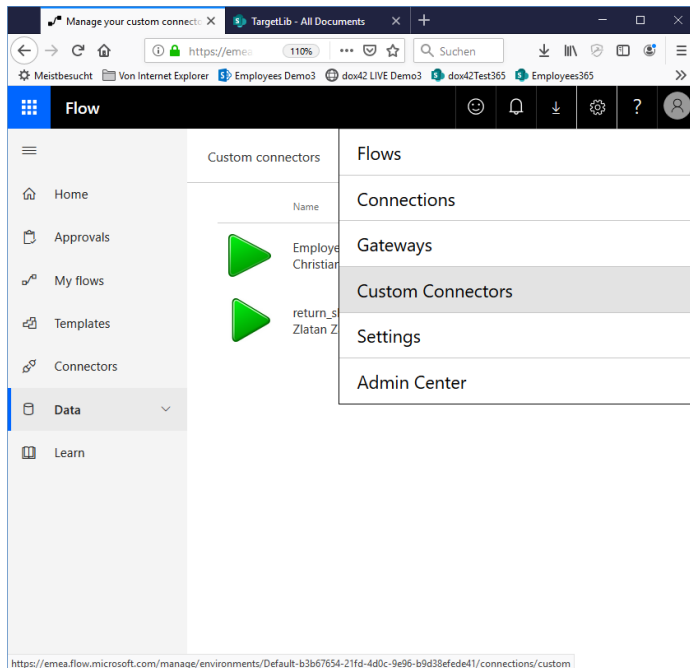 Manage your custom connecto
TargetLib - All Documents
https://emea
110%
Suchen
Meistbesucht
Von Internet Explorer
Employees Demo3
dox42 LIVE Demo3
dox42Test365
Employees365
Flow
?
Home
Approvals
My flows
Templates
Connectors
Data
Learn
Custom connectors
Name
Employe
Christian
return_s
Zlatan Z
Flows
Connections
Gateways
Custom Connectors
Settings
Admin Center
https://emea.flow.microsoft.com/manage/environments/Default-b3b67654-21fd-4d0c-9e96-b9d38efede41/connections/custom